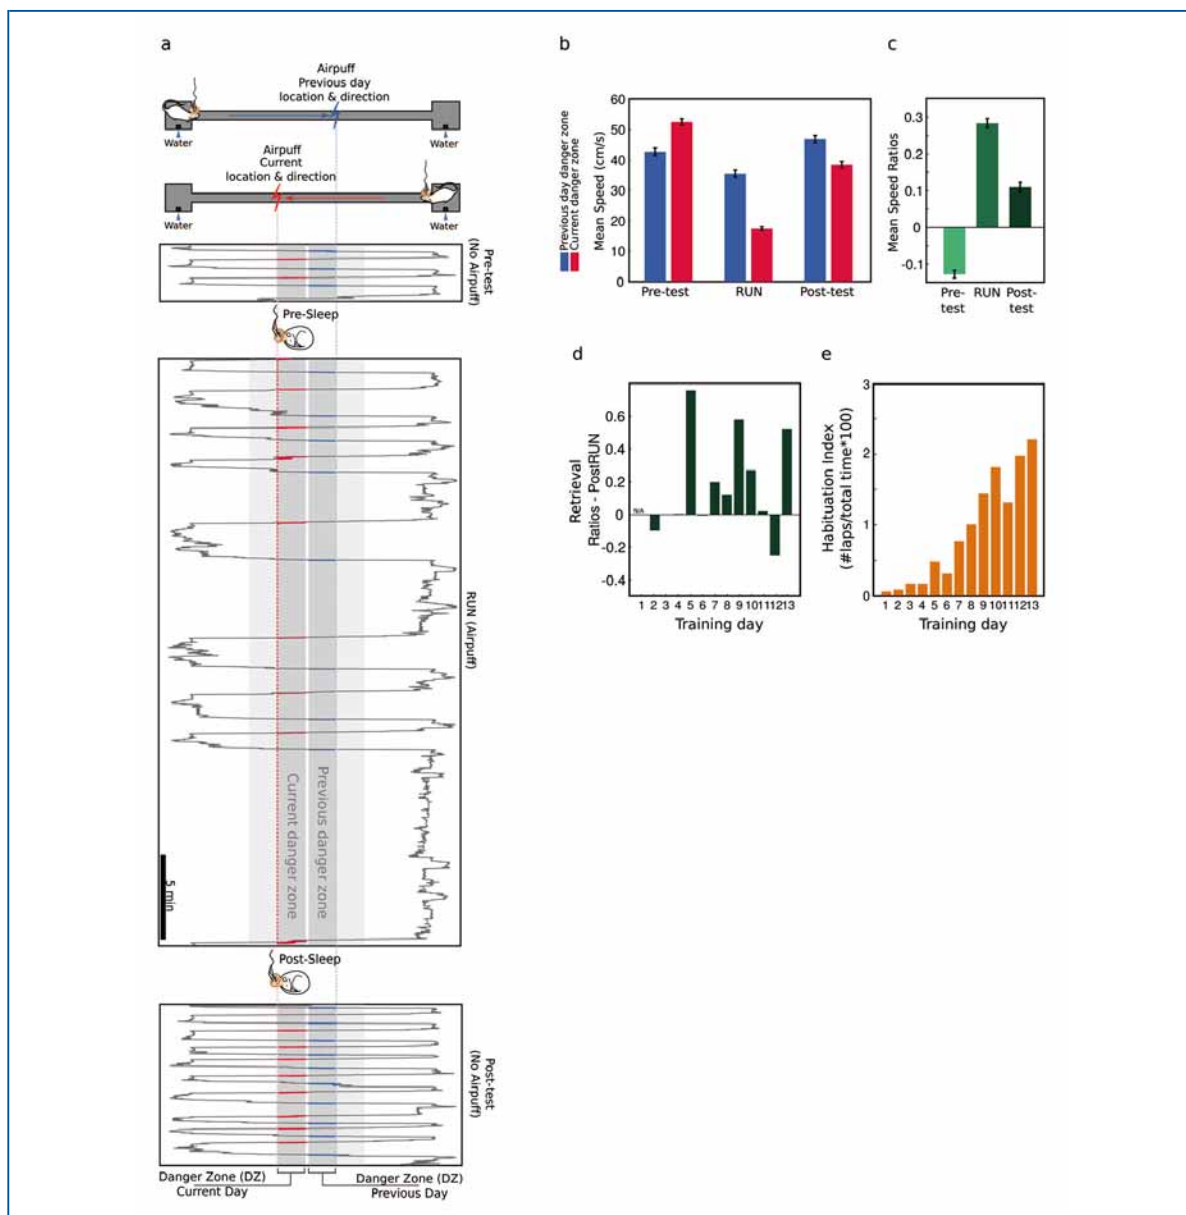 a
Airpuff
Previous day
location & direction
Water
Water
Airpuff
Current
location & direction
Water
Water
Pre-test
(No Airpuff)
Pre-Sleep
RUN (Airpuff)
Current danger zone
Previous danger zone
5 min
Post-Sleep
Post-test
(No Airpuff)
Danger Zone (DZ)
Current Day
Danger Zone (DZ)
Previous Day
b
Previous day danger zone
Current danger zone
Mean Speed (cm/s)
60
50
40
30
20
10
0
Pre-test
RUN
Post-test
c
Mean Speed Ratios
0.3
0.2
0.1
0
-0.1
Pre-
test
RUN
Post-
test
d
Retrieval
Ratios - PostRUN
0.6
0.4
0.2
0
-0.2
-0.4
N/A
1 2 3 4 5 6 7 8 9 10 11 12 13
Training day
e
Habituation Index
(#laps/total time*100)
3
2
1
0
1 2 3 4 5 6 7 8 9 10 11 12 13
Training day